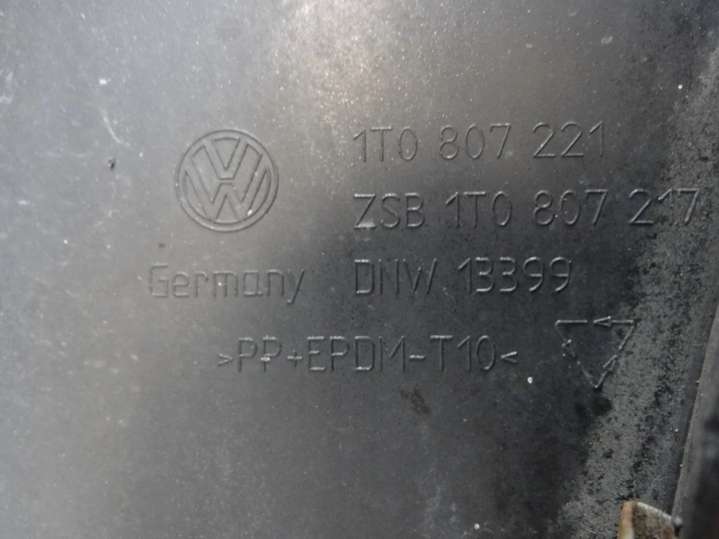 1T0 807 221
ZSB 1T0 807 217
Germany DNW 13399
>PP+EPDM-T10<